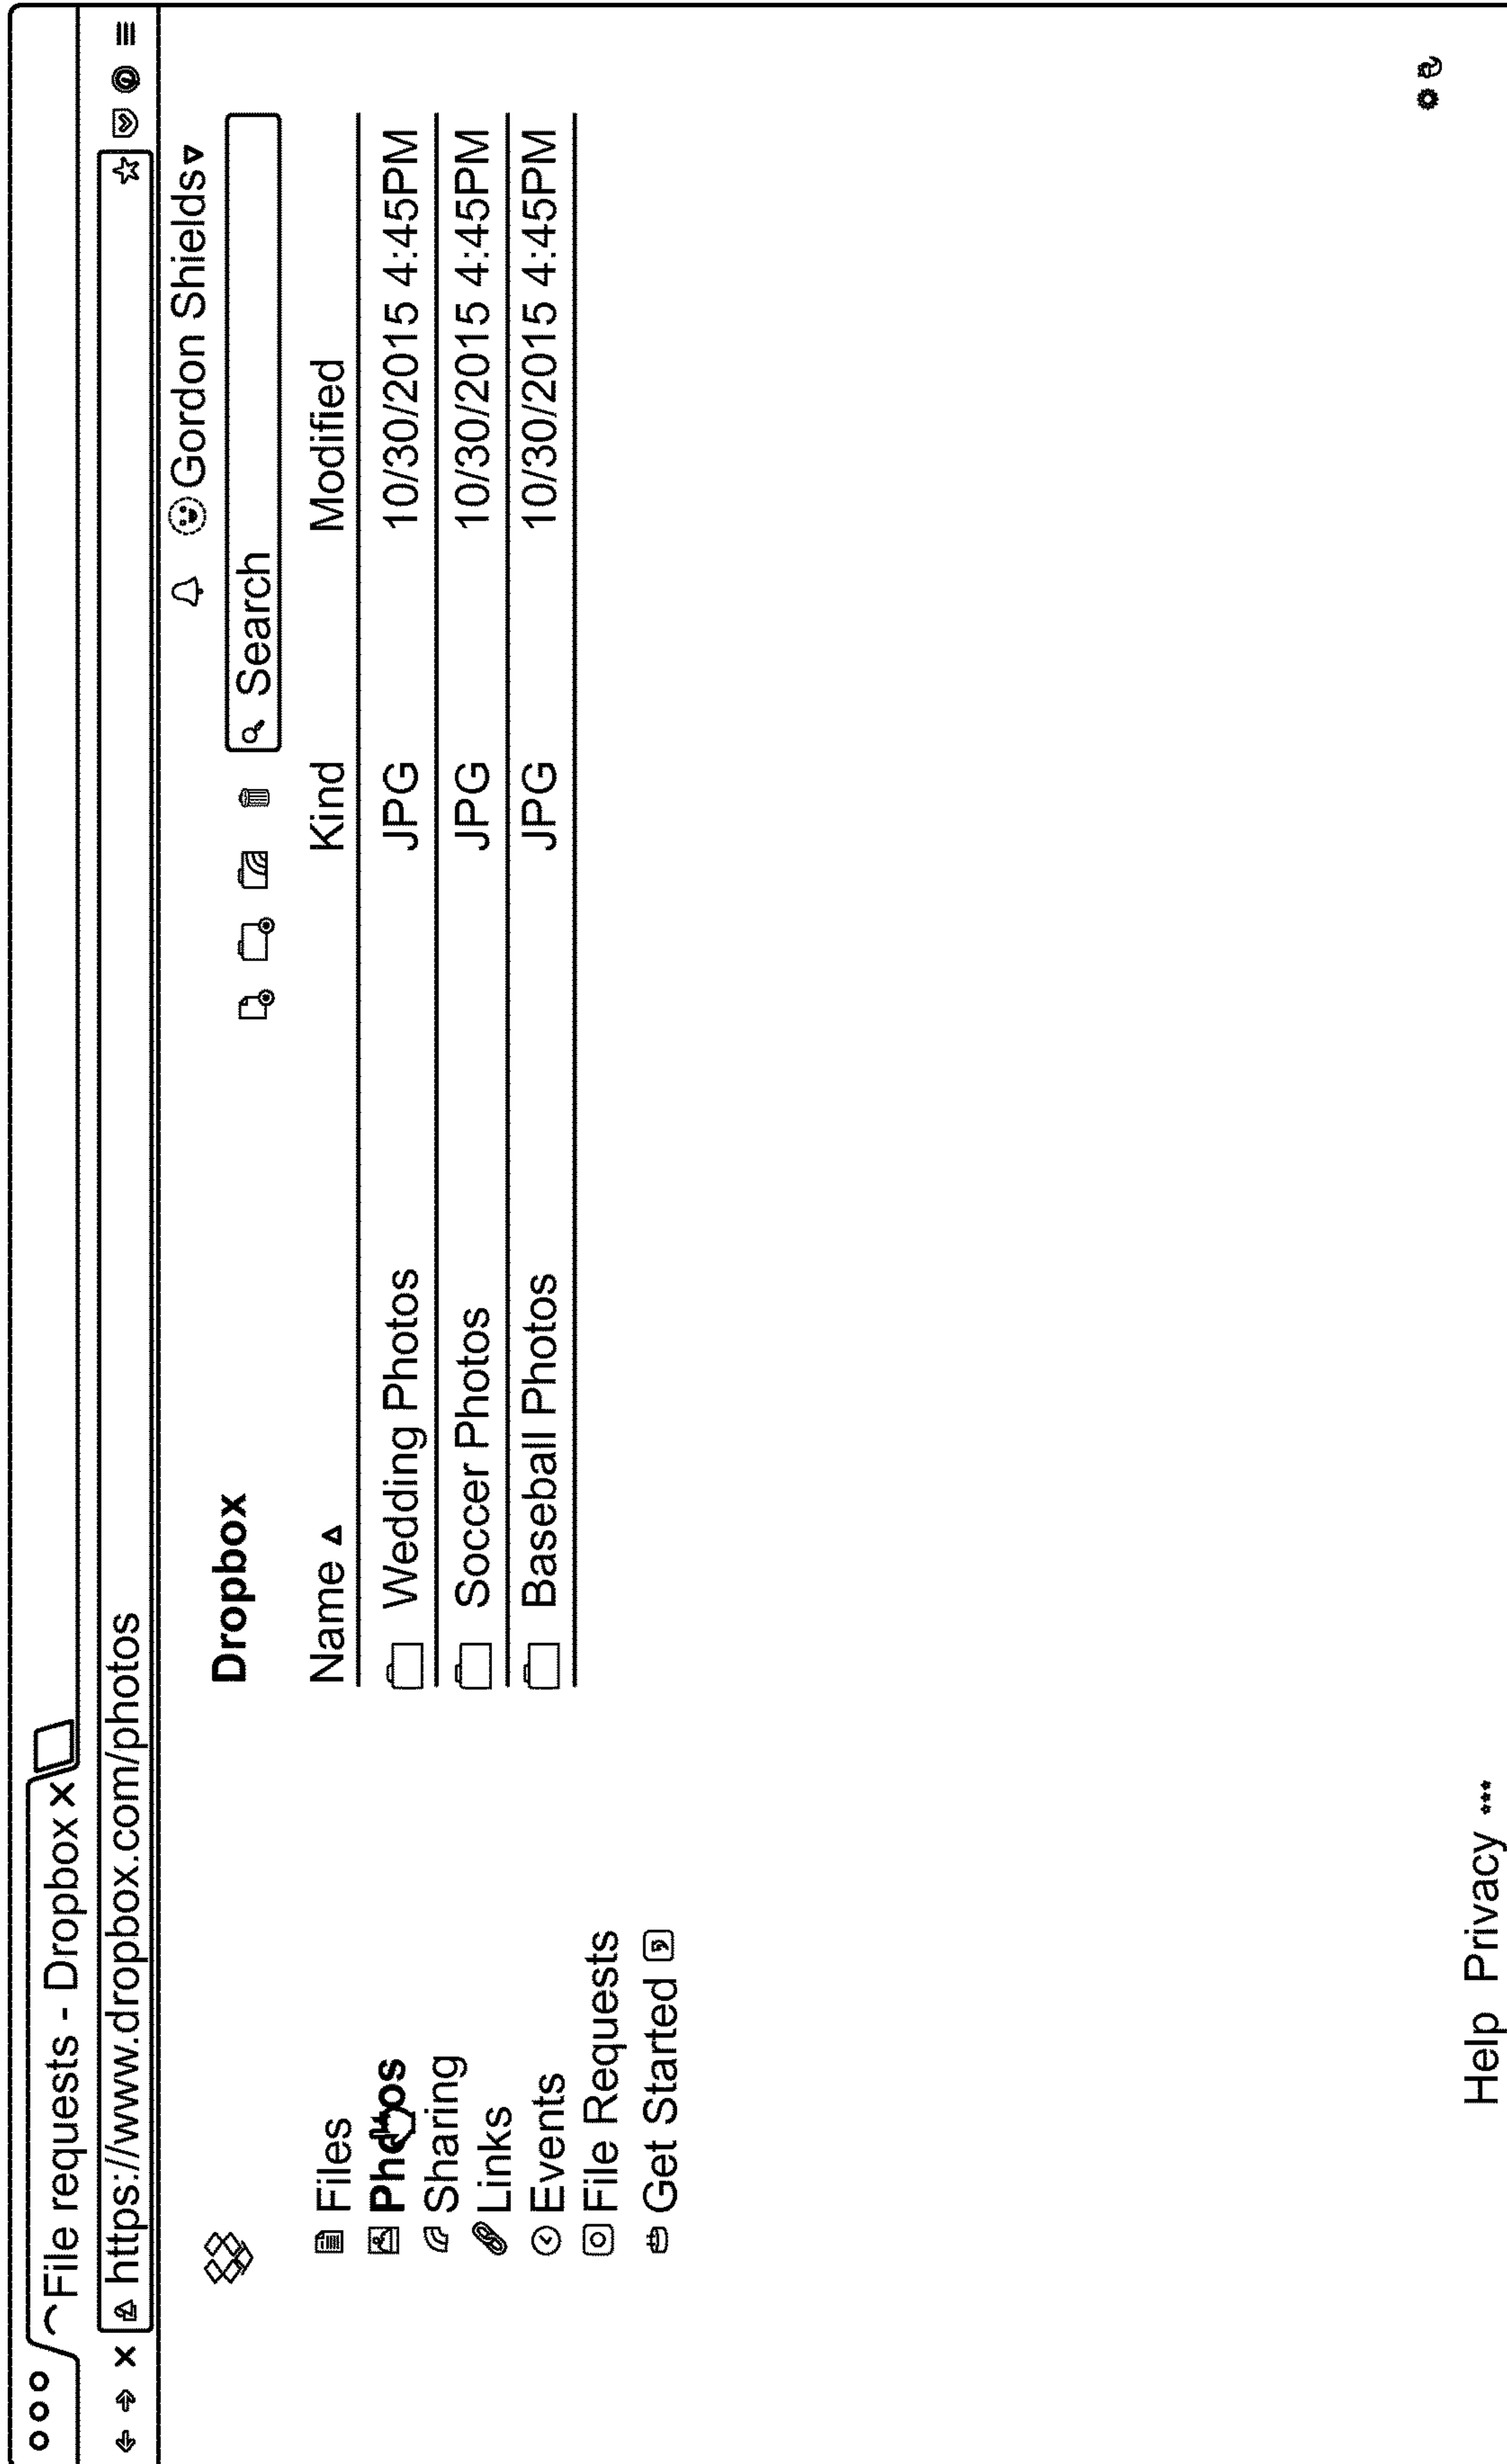 File requests - Dropbox
https://www.dropbox.com/photos
Gordon Shields
Dropbox
Search
Name Kind Modified
Wedding Photos JPG 10/30/2015 4:45PM
Soccer Photos JPG 10/30/2015 4:45PM
Baseball Photos JPG 10/30/2015 4:45PM
Files
Photos
Sharing
Links
Events
File Requests
Get Started
Help Privacy